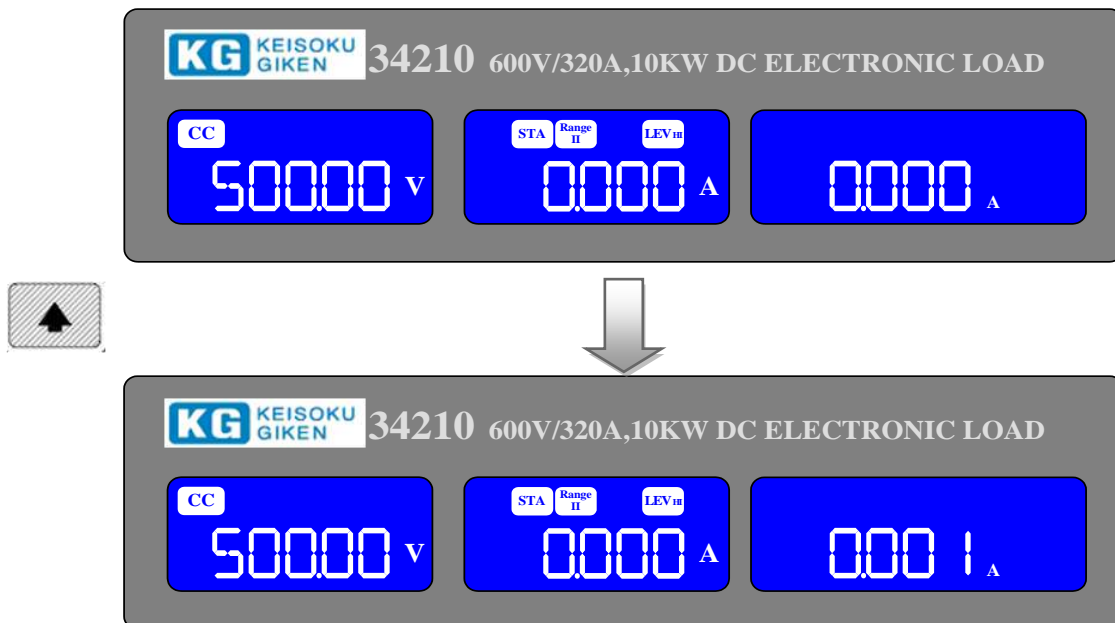 KG KEISOKU GIKEN 34210 600V/320A,10KW DC ELECTRONIC LOAD
CC STA Range II LEV HI
500.00 V 0.000 A 0.000 A
KG KEISOKU GIKEN 34210 600V/320A,10KW DC ELECTRONIC LOAD
CC STA Range II LEV HI
500.00 V 0.000 A 0.001 A